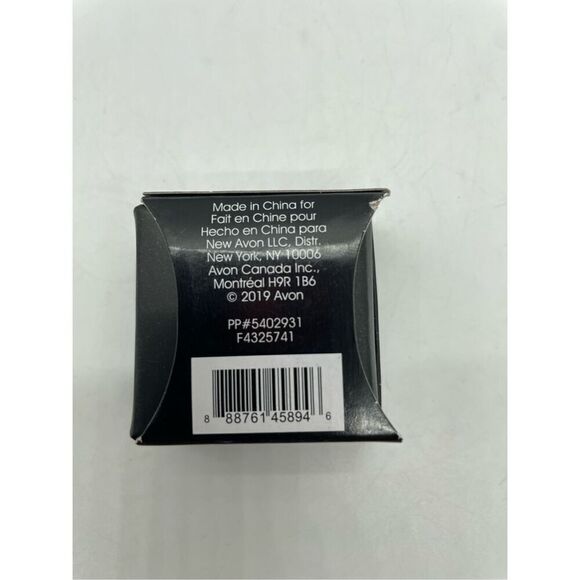 Made in China for
Fait en Chine pour
Hecho en China para
New Avon LLC, Distr.
New York, NY 10006
Avon Canada Inc.,
Montréal H9R 1B6
© 2019 Avon
PP#5402931
F4325741
8 88761 45894 6